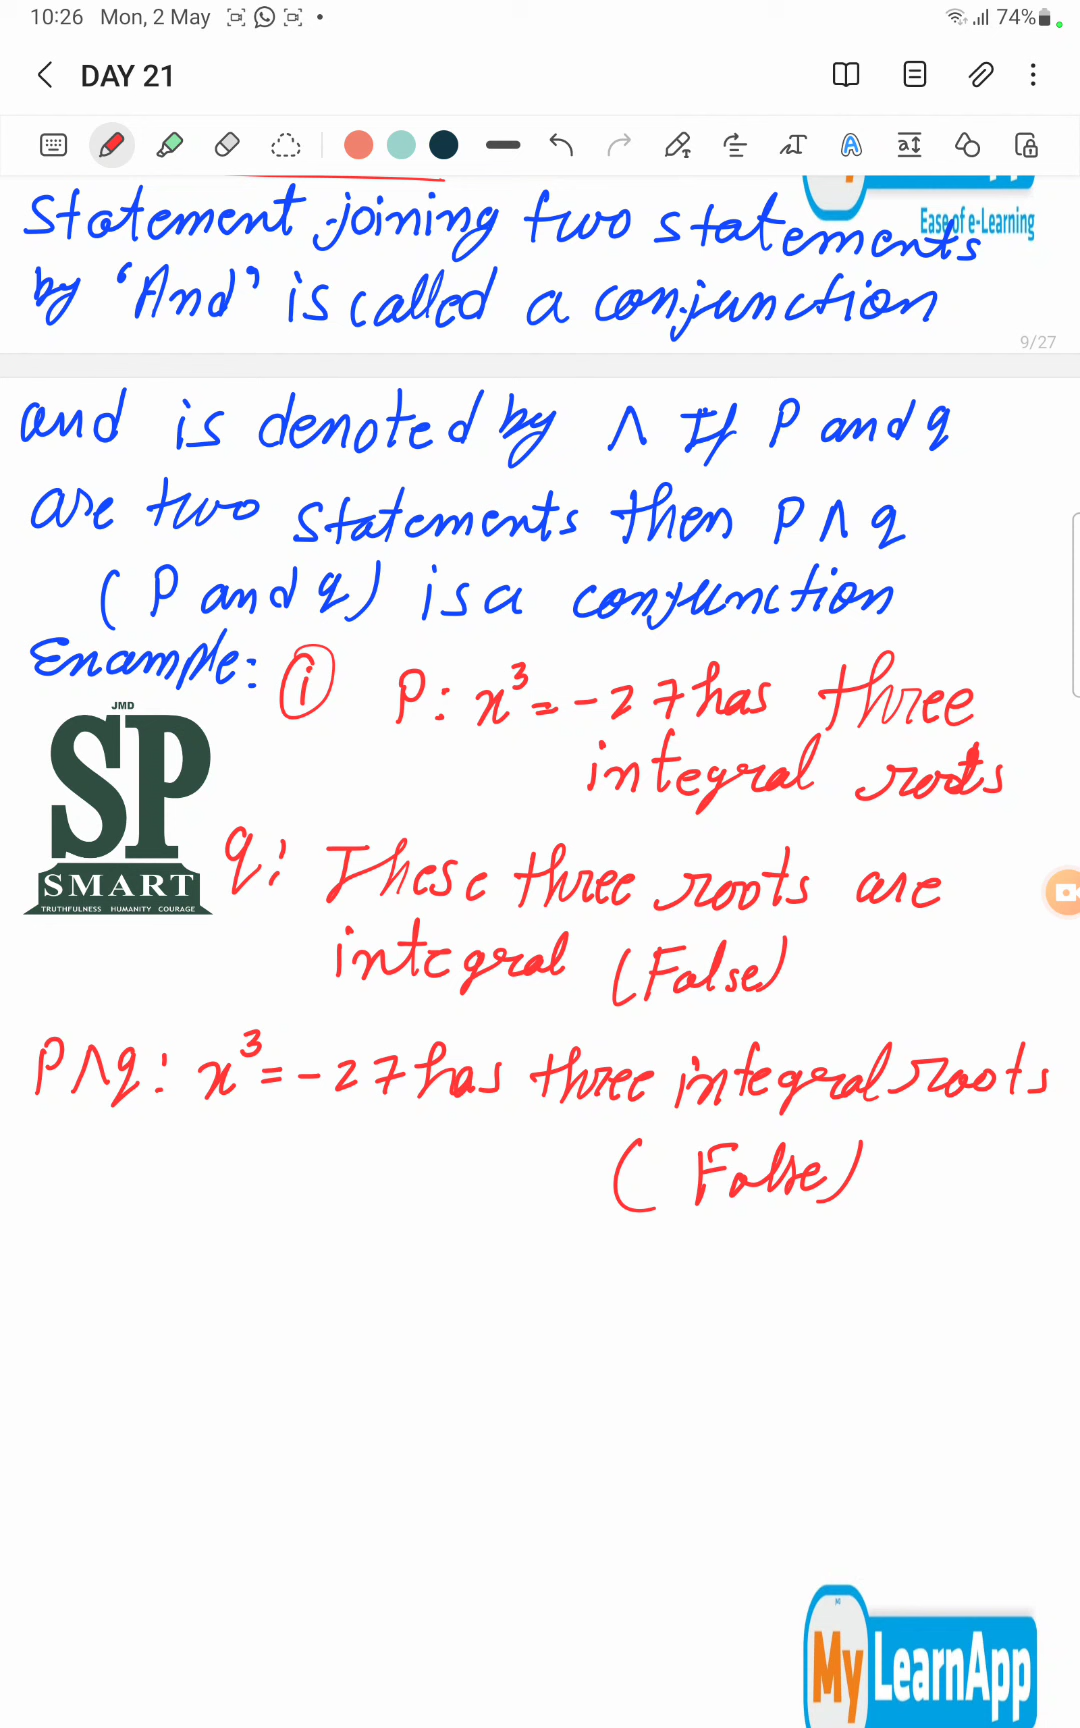 10:26 Mon, 2 May
74%
DAY 21
Ease of e-Learning
Statement joining two statements
by 'And' is called a conjunction
9/27
and is denoted by ∧ If P and q
are two statements then P ∧ q
(P and q) is a conjunction
Example: (i) P: x³ = -27 has three
integral roots
JMD
SP
SMART
TRUTHFULNESS HUMANITY COURAGE
q: These three roots are
integral (False)
P∧q: x³ = -27 has three integral roots
(False)
My LearnApp